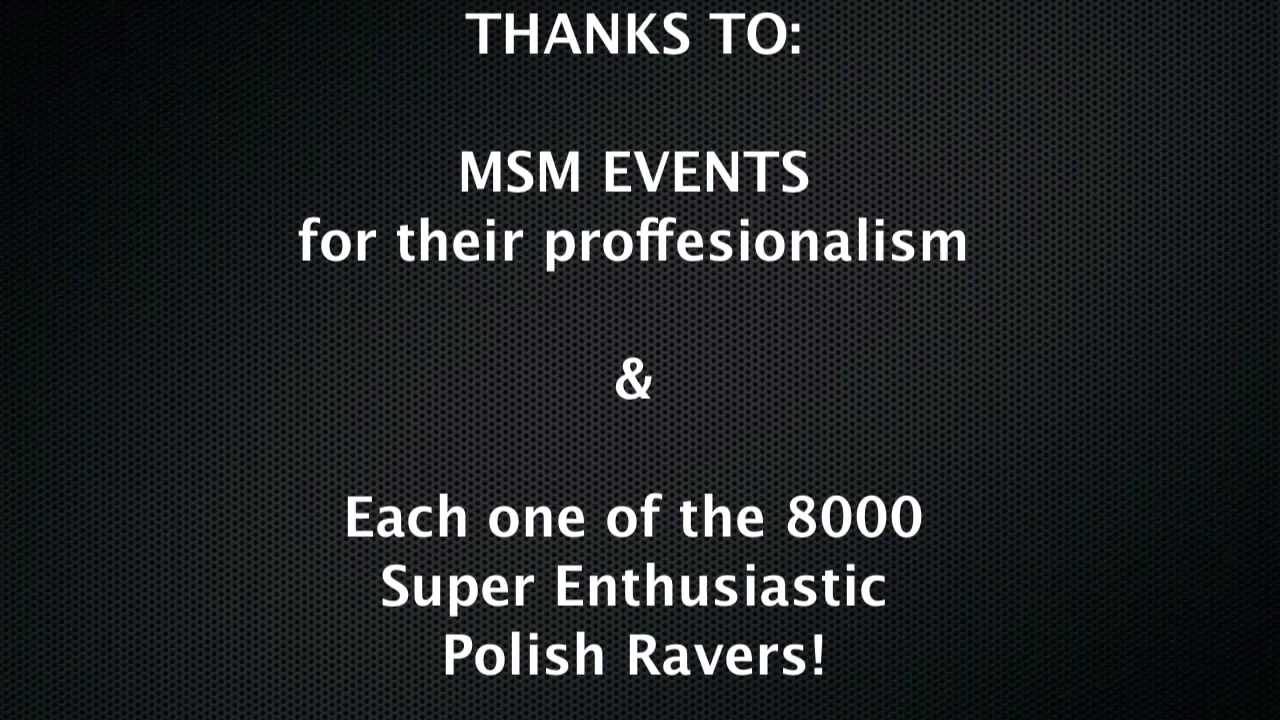 THANKS TO:
MSM EVENTS
for their proffesionalism
&
Each one of the 8000
Super Enthusiastic
Polish Ravers!